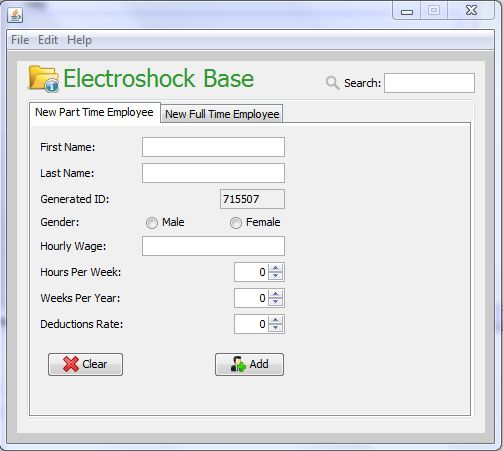 File Edit Help
Electroshock Base
Search:
New Part Time Employee New Full Time Employee
First Name:
Last Name:
Generated ID: 715507
Gender: Male Female
Hourly Wage:
Hours Per Week: 0
Weeks Per Year: 0
Deductions Rate: 0
Clear Add